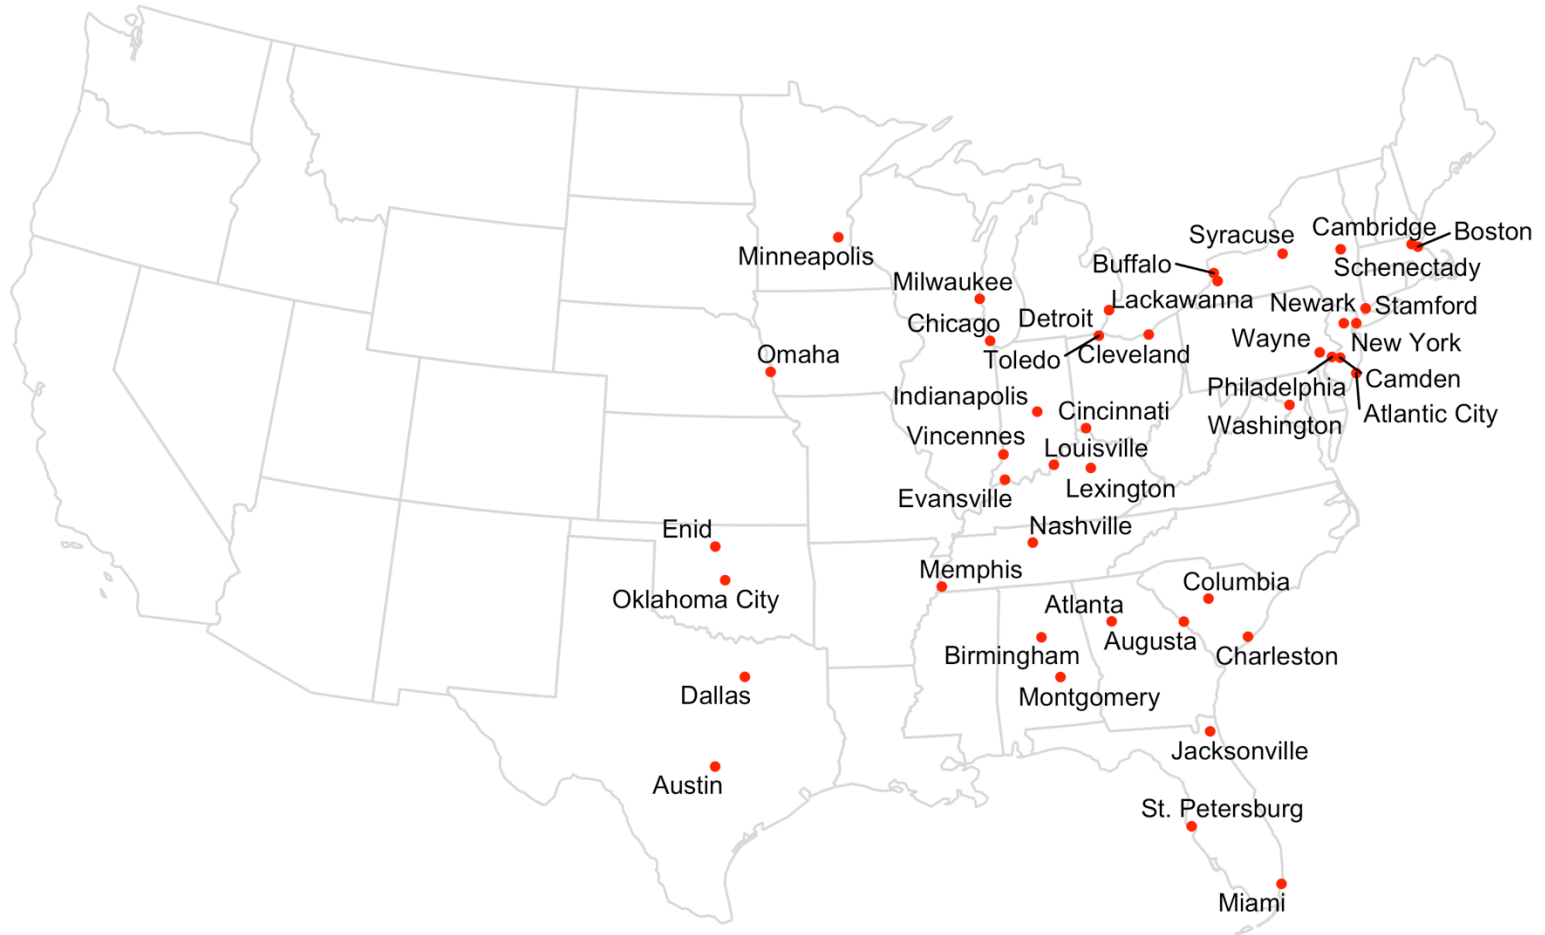 Syracuse
Cambridge
Boston
Minneapolis
Buffalo
Schenectady
Milwaukee
Lackawanna
Newark
Stamford
Chicago
Detroit
Wayne
New York
Omaha
Toledo
Cleveland
Philadelphia
Camden
Indianapolis
Cincinnati
Washington
Atlantic City
Vincennes
Louisville
Evansville
Lexington
Enid
Nashville
Memphis
Columbia
Oklahoma City
Atlanta
Augusta
Birmingham
Charleston
Dallas
Montgomery
Jacksonville
Austin
St. Petersburg
Miami